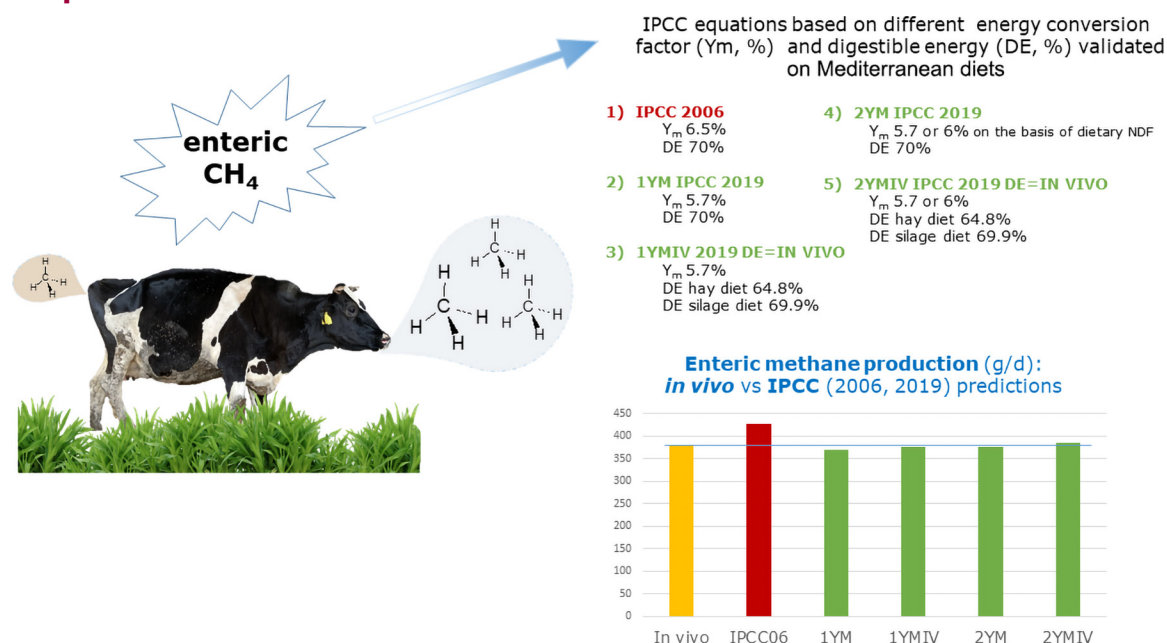 enteric
CH4
H
H
C
H
H
H
H
C
H
H
H
H
C
H
H
H
H
C
H
H
IPCC equations based on different energy conversion
factor (Ym, %) and digestible energy (DE, %) validated
on Mediterranean diets
1) IPCC 2006
Ym 6.5%
DE 70%
2) 1YM IPCC 2019
Ym 5.7%
DE 70%
3) 1YMIV 2019 DE=IN VIVO
Ym 5.7%
DE hay diet 64.8%
DE silage diet 69.9%
4) 2YM IPCC 2019
Ym 5.7 or 6% on the basis of dietary NDF
DE 70%
5) 2YMIV IPCC 2019 DE=IN VIVO
Ym 5.7 or 6%
DE hay diet 64.8%
DE silage diet 69.9%
Enteric methane production (g/d):
in vivo vs IPCC (2006, 2019) predictions
450
400
350
300
250
200
150
100
50
0
In vivo IPCC06 1YM 1YMIV 2YM 2YMIV